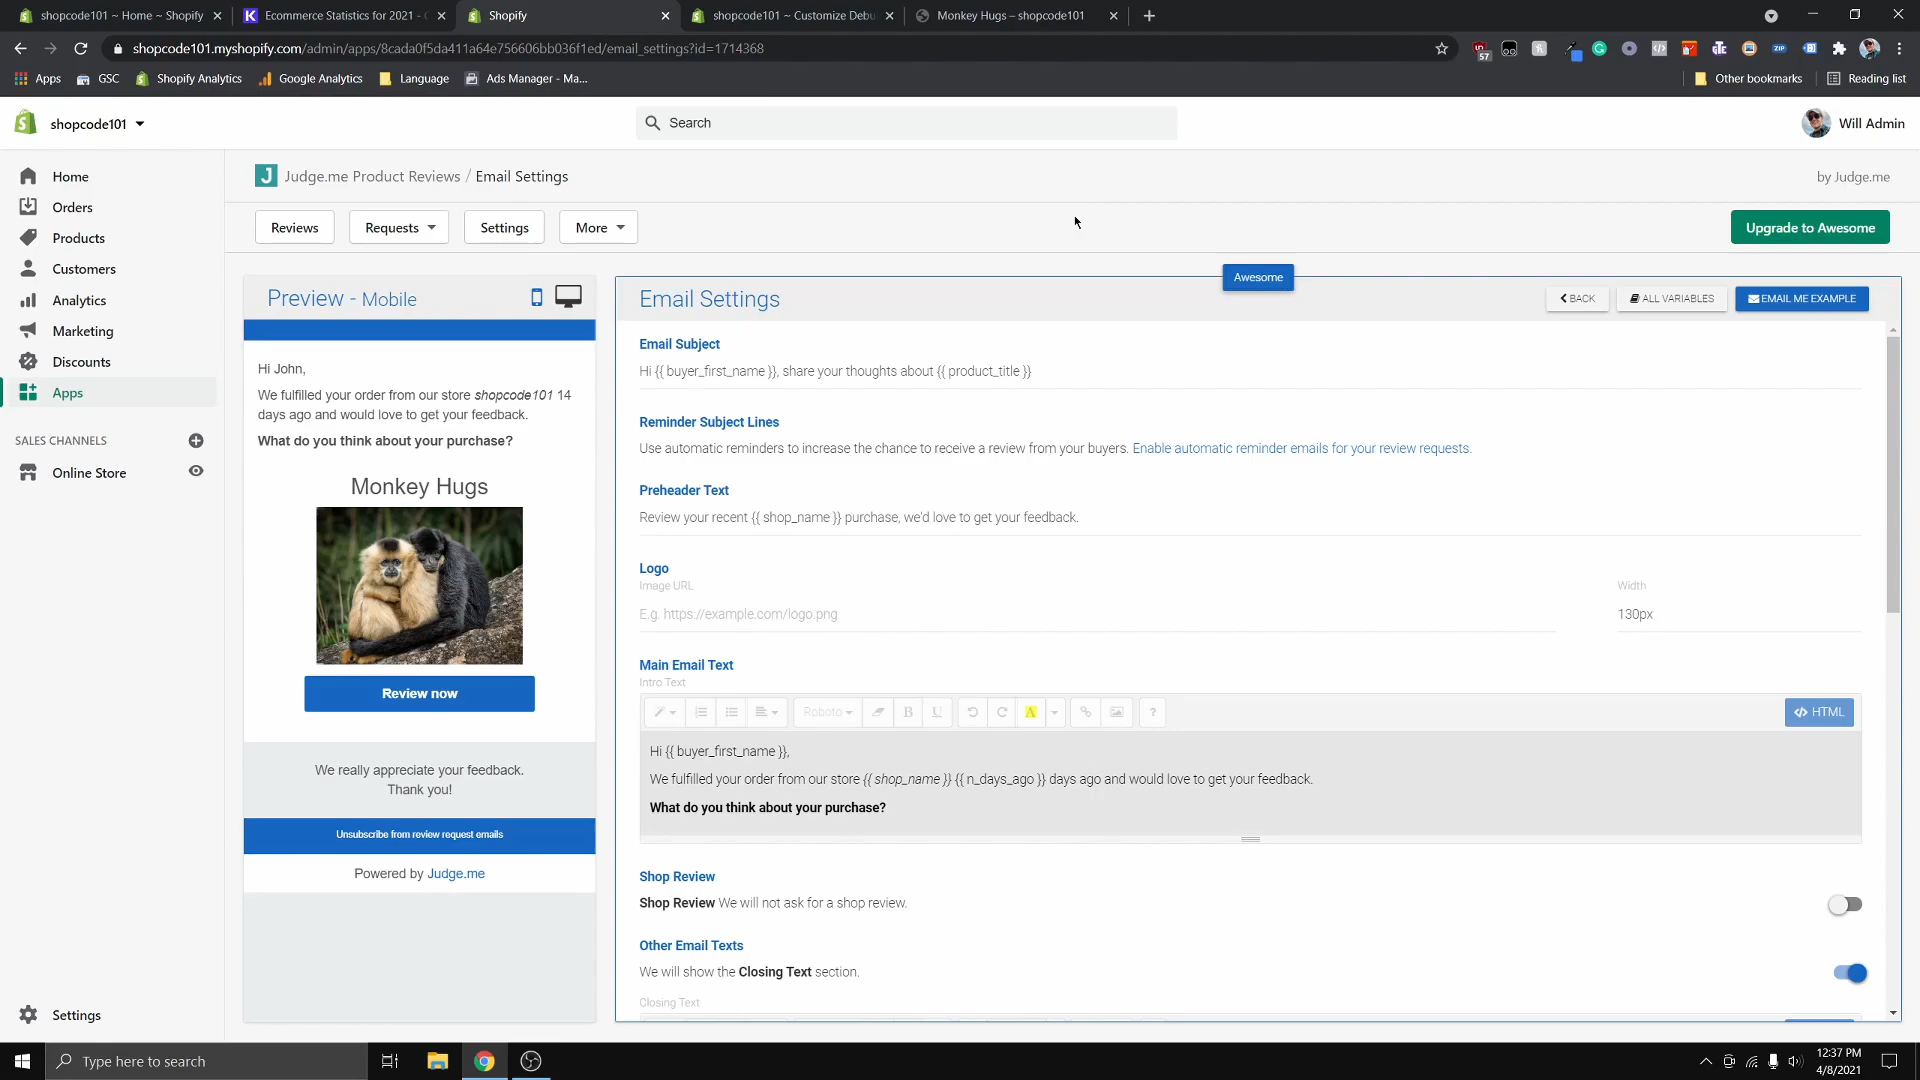 shopcode101 ~ Home ~ Shopify
Ecommerce Statistics for 2021 -
Shopify
shopcode101 ~ Customize Debu
Monkey Hugs – shopcode101
shopcode101.myshopify.com/admin/apps/8cada0f5da411a64e756606bb036f1ed/email_settings?id=1714368
57
ZIP
Apps
GSC
Shopify Analytics
Google Analytics
Language
Ads Manager - Ma...
Other bookmarks
Reading list
shopcode101
Search
Will Admin
Home
Orders
Products
Customers
Analytics
Marketing
Discounts
Apps
SALES CHANNELS
Online Store
Settings
J
Judge.me Product Reviews / Email Settings
by Judge.me
Reviews
Requests
Settings
More
Upgrade to Awesome
Preview - Mobile
Hi John,
We fulfilled your order from our store shopcode101 14
days ago and would love to get your feedback.
What do you think about your purchase?
Monkey Hugs
Review now
We really appreciate your feedback.
Thank you!
Unsubscribe from review request emails
Powered by Judge.me
Awesome
Email Settings
BACK
ALL VARIABLES
EMAIL ME EXAMPLE
Email Subject
Hi {{ buyer_first_name }}, share your thoughts about {{ product_title }}
Reminder Subject Lines
Use automatic reminders to increase the chance to receive a review from your buyers. Enable automatic reminder emails for your review requests.
Preheader Text
Review your recent {{ shop_name }} purchase, we'd love to get your feedback.
Logo
Image URL
Width
E.g. https://example.com/logo.png
130px
Main Email Text
Intro Text
Roboto
B
U
A
?
</> HTML
Hi {{ buyer_first_name }},
We fulfilled your order from our store {{ shop_name }} {{ n_days_ago }} days ago and would love to get your feedback.
What do you think about your purchase?
Shop Review
Shop Review We will not ask for a shop review.
Other Email Texts
We will show the Closing Text section.
Closing Text
Type here to search
12:37 PM
4/8/2021